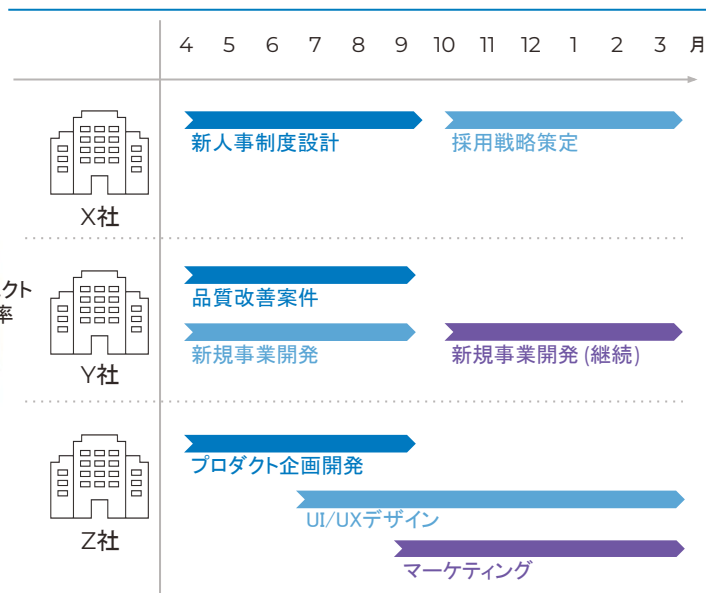 4 5 6 7 8 9 10 11 12 1 2 3 月
新人事制度設計
採用戦略策定
X社
クト
率
品質改善案件
新規事業開発
新規事業開発 (継続)
Y社
プロダクト企画開発
UI/UXデザイン
マーケティング
Z社